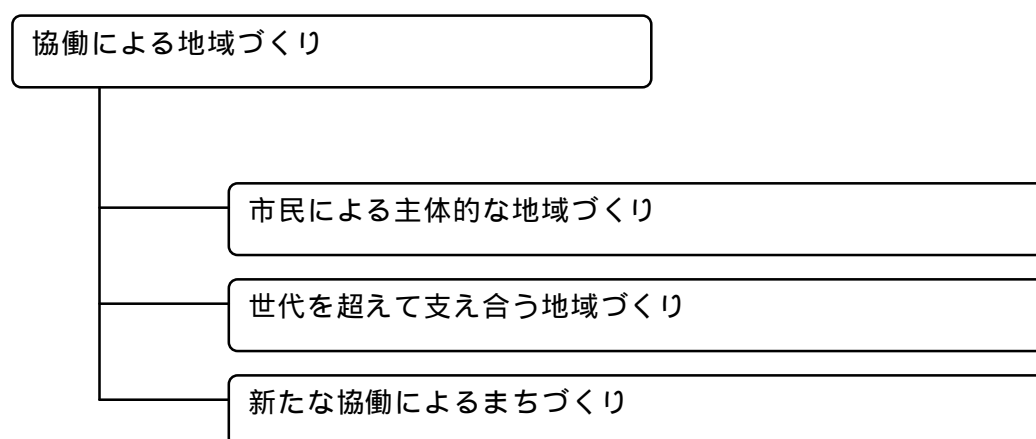 協働による地域づくり
市民による主体的な地域づくり
世代を超えて支え合う地域づくり
新たな協働によるまちづくり